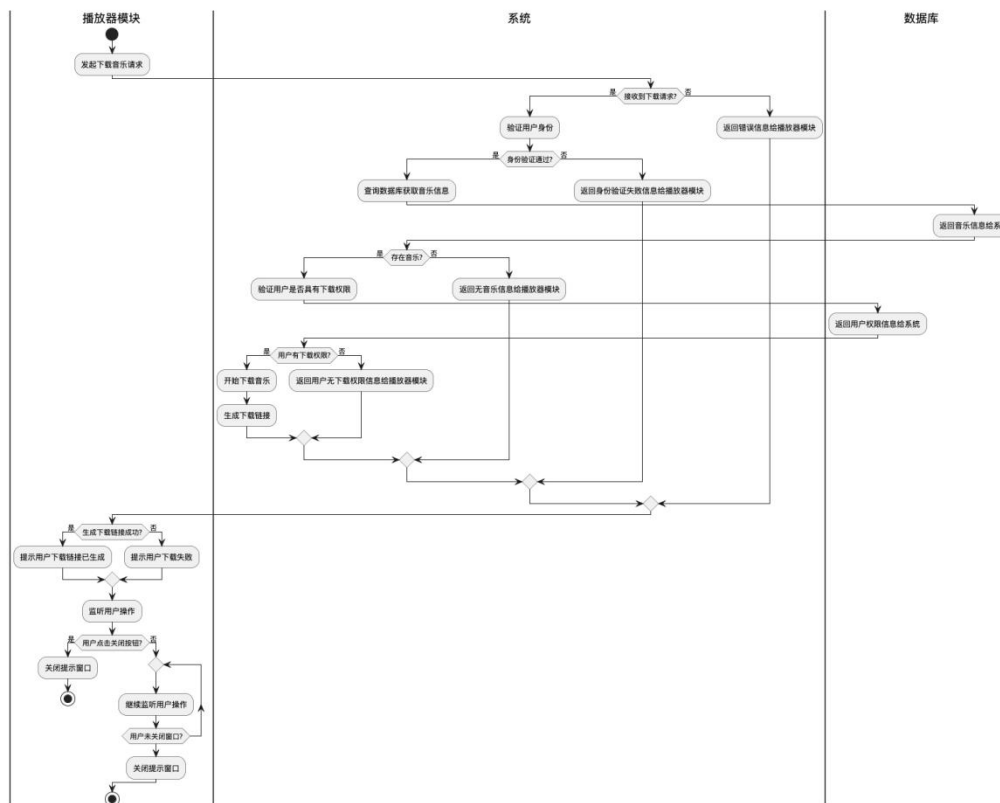 播放器模块
系统
数据库
发起下载音乐请求
是
接收到下载请求?
否
验证用户身份
返回错误信息给播放器模块
是
身份验证通过?
否
查询数据库获取音乐信息
返回身份验证失败信息给播放器模块
返回音乐信息给系
是
存在音乐?
否
验证用户是否具有下载权限
返回无音乐信息给播放器模块
返回用户权限信息给系统
是
用户有下载权限?
否
开始下载音乐
返回用户无下载权限信息给播放器模块
生成下载链接
是
生成下载链接成功?
否
提示用户下载链接已生成
提示用户下载失败
监听用户操作
是
用户点击关闭按钮?
否
关闭提示窗口
继续监听用户操作
用户未关闭窗口?
关闭提示窗口